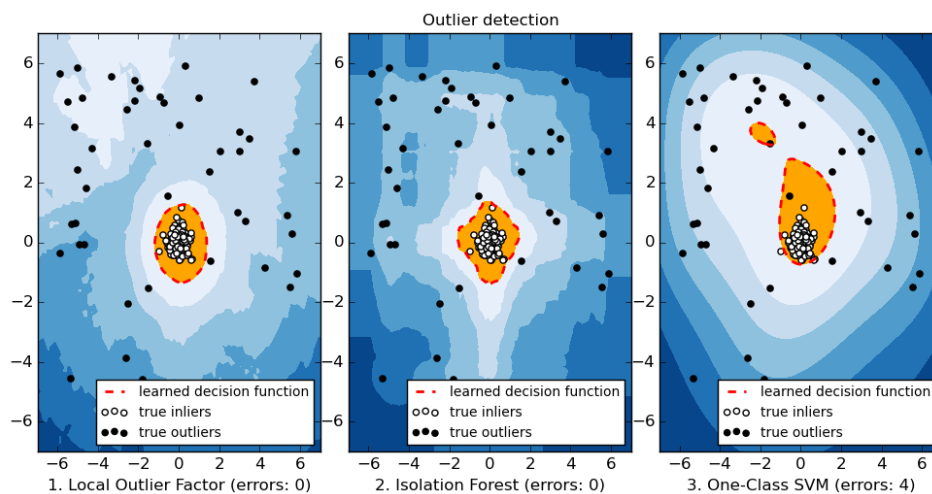 Outlier detection
6
4
2
0
−2
−4
−6
learned decision function
true inliers
true outliers
−6 −4 −2 0 2 4 6
1. Local Outlier Factor (errors: 0)
6
4
2
0
−2
−4
−6
learned decision function
true inliers
true outliers
−6 −4 −2 0 2 4 6
2. Isolation Forest (errors: 0)
6
4
2
0
−2
−4
−6
learned decision function
true inliers
true outliers
−6 −4 −2 0 2 4 6
3. One-Class SVM (errors: 4)